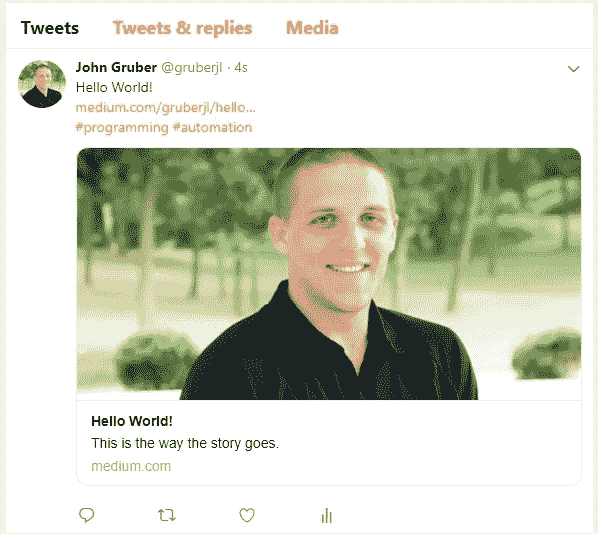 Tweets Tweets & replies Media
John Gruber @gruberjl · 4s
Hello World!
medium.com/gruberjl/hello...
#programming #automation
Hello World!
This is the way the story goes.
medium.com